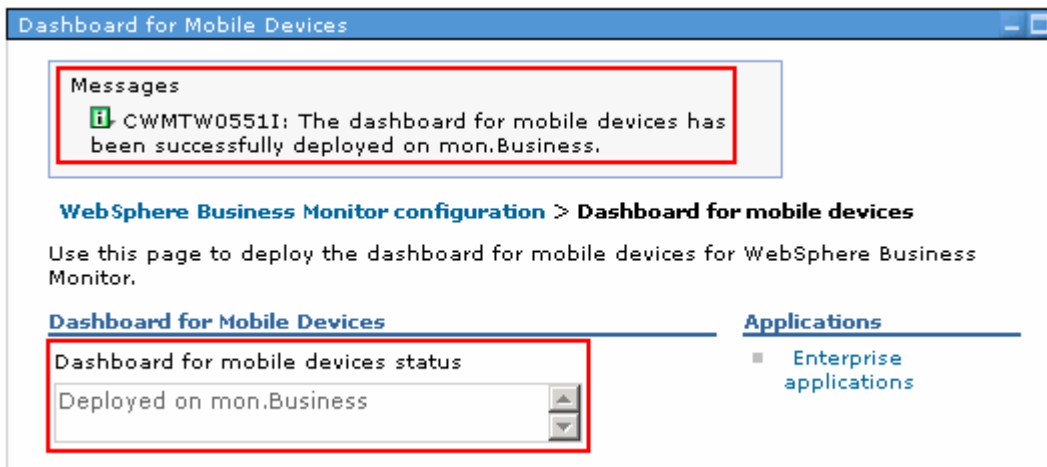 Dashboard for Mobile Devices
Messages
CWMTW0551I: The dashboard for mobile devices has
been successfully deployed on mon.Business.
WebSphere Business Monitor configuration > Dashboard for mobile devices
Use this page to deploy the dashboard for mobile devices for WebSphere Business
Monitor.
Dashboard for Mobile Devices
Dashboard for mobile devices status
Deployed on mon.Business
Applications
Enterprise
applications